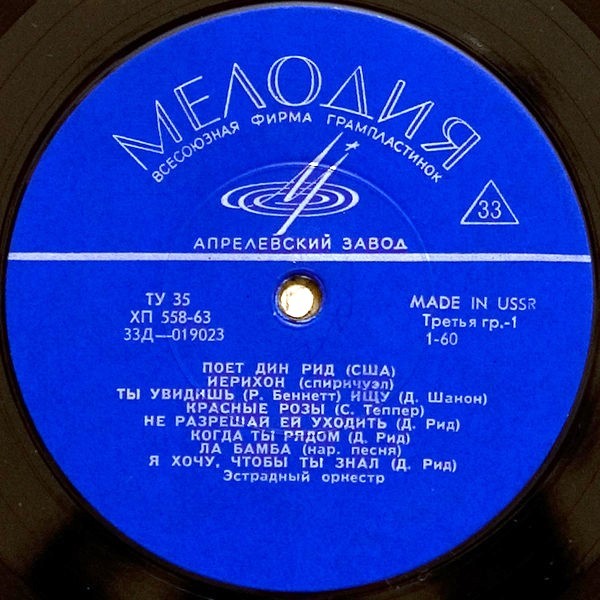 МЕЛОДИЯ
ВСЕСОЮЗНАЯ ФИРМА ГРАМПЛАСТИНОК
33
АПРЕЛЕВСКИЙ ЗАВОД
ТУ 35
ХП 558-63
33Д—019023
MADE IN USSR
Третья гр.-1
1-60
ПОЕТ ДИН РИД (США)
ИЕРИХОН (спиричуэл)
ТЫ УВИДИШЬ (Р. Беннетт) ИЩУ (Д. Шанон)
КРАСНЫЕ РОЗЫ (С. Теппер)
НЕ РАЗРЕШАЙ ЕЙ УХОДИТЬ (Д. Рид)
КОГДА ТЫ РЯДОМ (Д. Рид)
ЛА БАМБА (нар. песня)
Я ХОЧУ, ЧТОБЫ ТЫ ЗНАЛ (Д. Рид)
Эстрадный оркестр